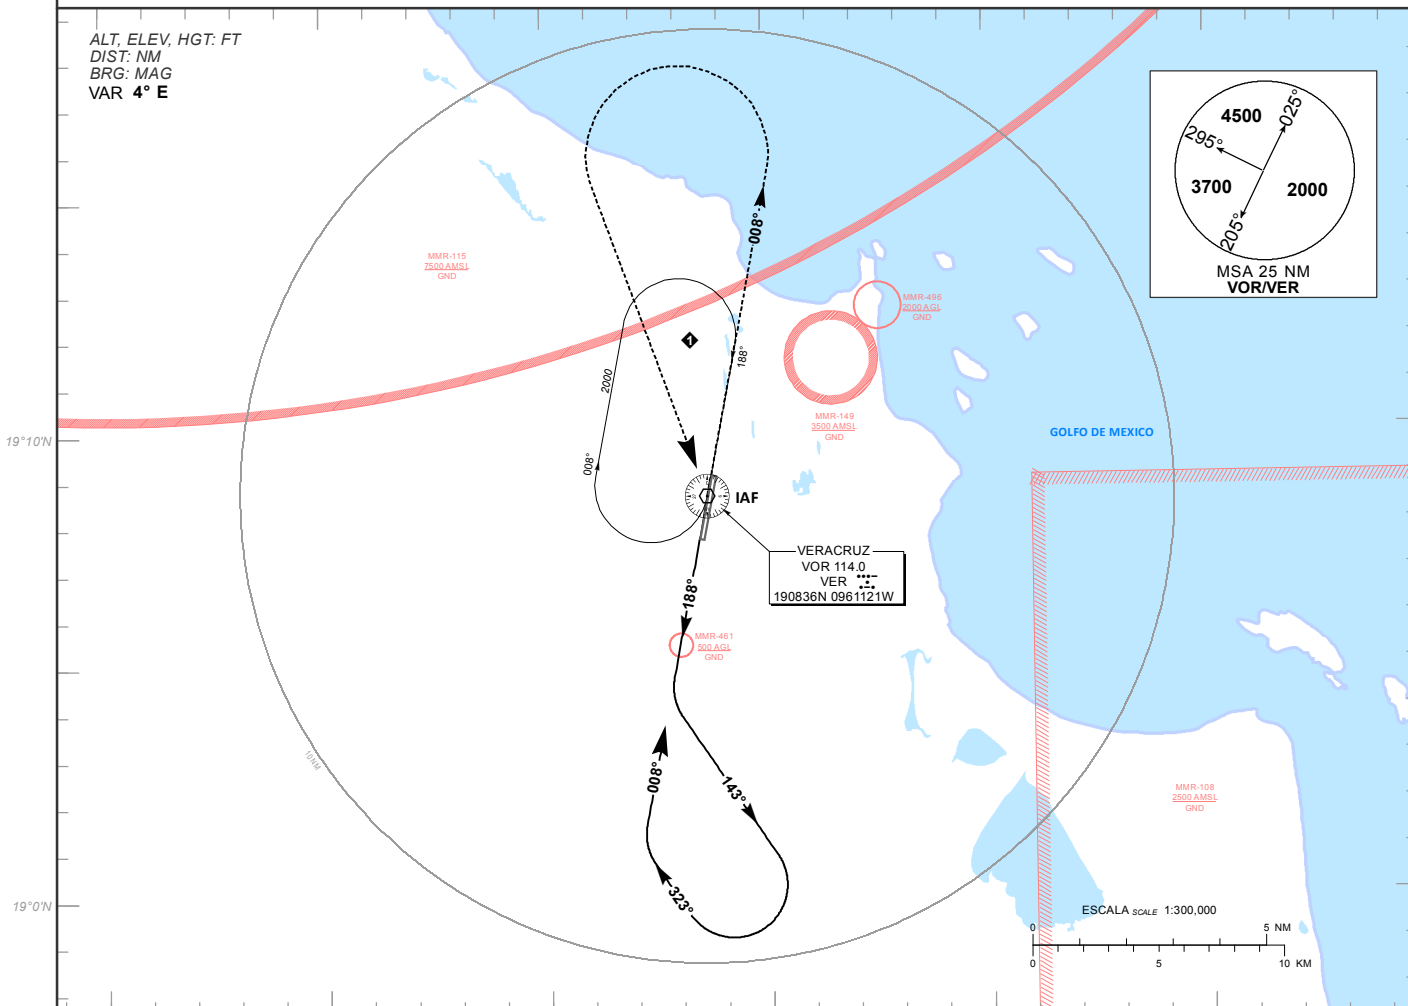 ALT, ELEV, HGT: FT
DIST: NM
BRG: MAG
VAR 4° E
4500
025°
295°
3700
2000
205°
MSA 25 NM
VOR/VER
008°
MMR-115
7500 AMSL
GND
MMR-496
2000 AGL
GND
1
188°
2000
MMR-149
3500 AMSL
GND
19°10'N
GOLFO DE MEXICO
008°
IAF
VERACRUZ
VOR 114.0
VER
190836N 0961121W
188°
MMR-461
500 AGL
GND
10NM
008°
143°
MMR-108
2500 AMSL
GND
323°
19°0'N
ESCALA SCALE 1:300,000
0 5 NM
0 5 10 KM